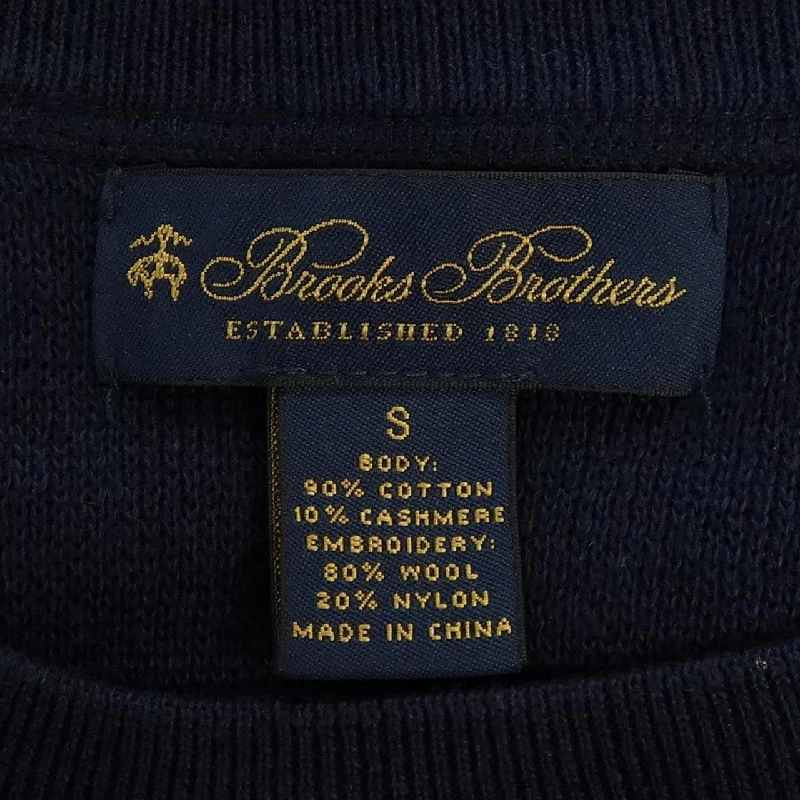 Brooks Brothers
ESTABLISHED 1818
S
BODY:
90% COTTON
10% CASHMERE
EMBROIDERY:
80% WOOL
20% NYLON
MADE IN CHINA